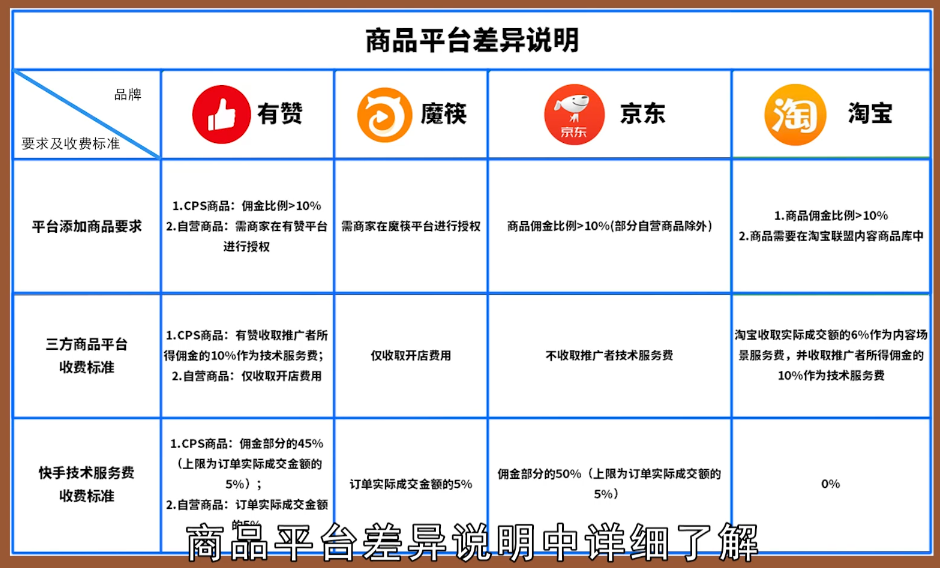 商品平台差异说明
品牌
要求及收费标准
有赞
魔筷
京东
京东
淘
淘宝
平台添加商品要求
1.CPS商品：佣金比例>10%
2.自营商品：需商家在有赞平台
进行授权
需商家在魔筷平台进行授权
商品佣金比例>10%(部分自营商品除外)
1.商品佣金比例>10%
2.商品需要在淘宝联盟内容商品库中
三方商品平台
收费标准
1.CPS商品：有赞收取推广者所
得佣金的10%作为技术服务费；
2.自营商品：仅收取开店费用
仅收取开店费用
不收取推广者技术服务费
淘宝收取实际成交额的6%作为内容场
景服务费，并收取推广者所得佣金的
10%作为技术服务费
快手技术服务费
收费标准
1.CPS商品：佣金部分的45%
（上限为订单实际成交金额的
5%）；
2.自营商品：订单实际成交金额
的5%
订单实际成交金额的5%
佣金部分的50%（上限为订单实际成交额的
5%）
0%
商品平台差异说明中详细了解